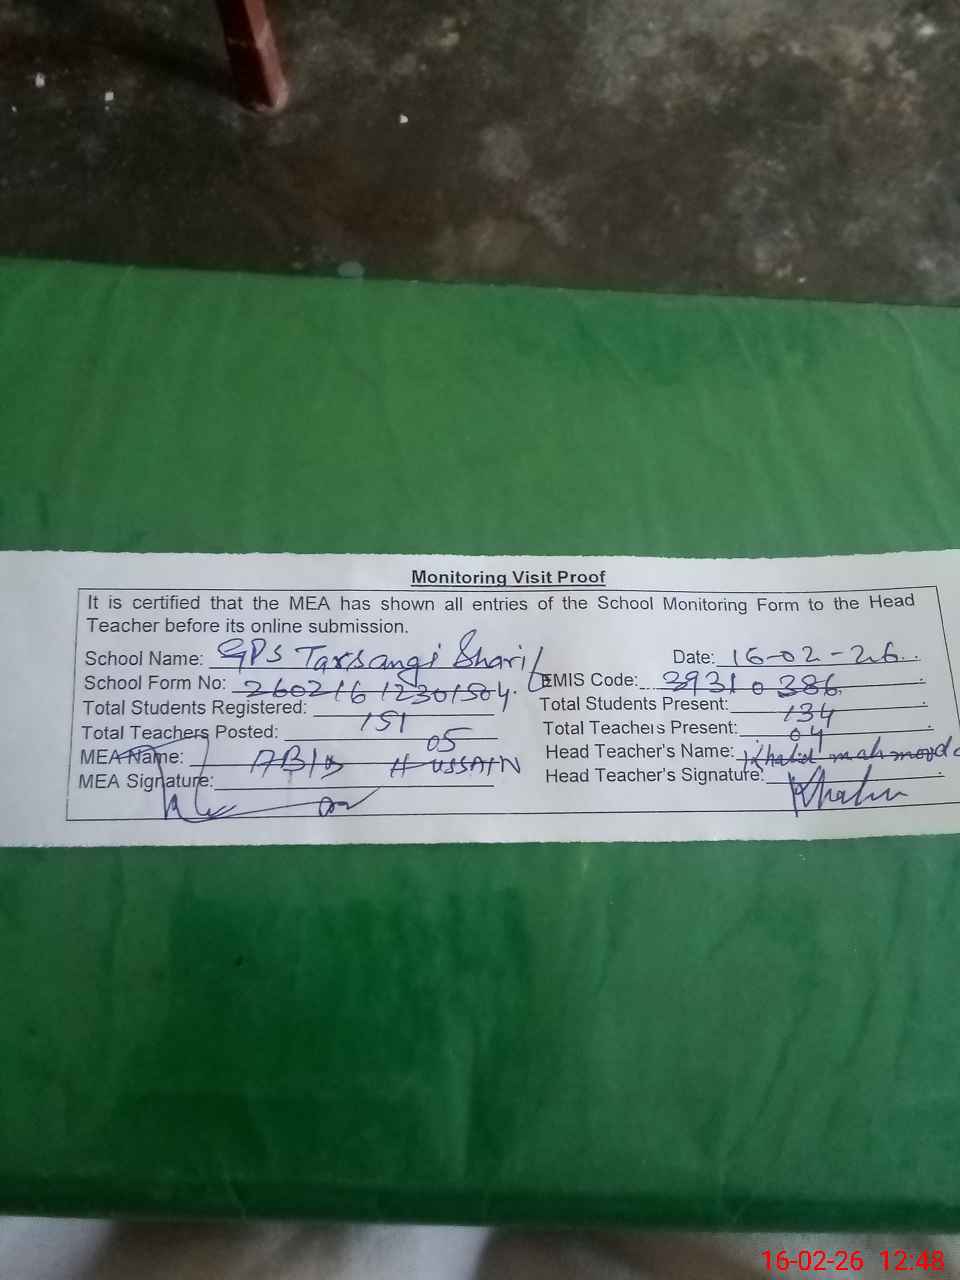 Monitoring Visit Proof
It is certified that the MEA has shown all entries of the School Monitoring Form to the Head
Teacher before its online submission.
School Name: GPS Tarsangi Sharif Date: 16-02-26
School Form No: 26021612301504 EMIS Code: 39310386
Total Students Registered: 151 Total Students Present: 134
Total Teachers Posted: 05 Total Teachers Present: 04
MEA Name: ABID HUSSAIN Head Teacher's Name: Khalid mahmood
MEA Signature: Head Teacher's Signature:
16-02-26 12:48